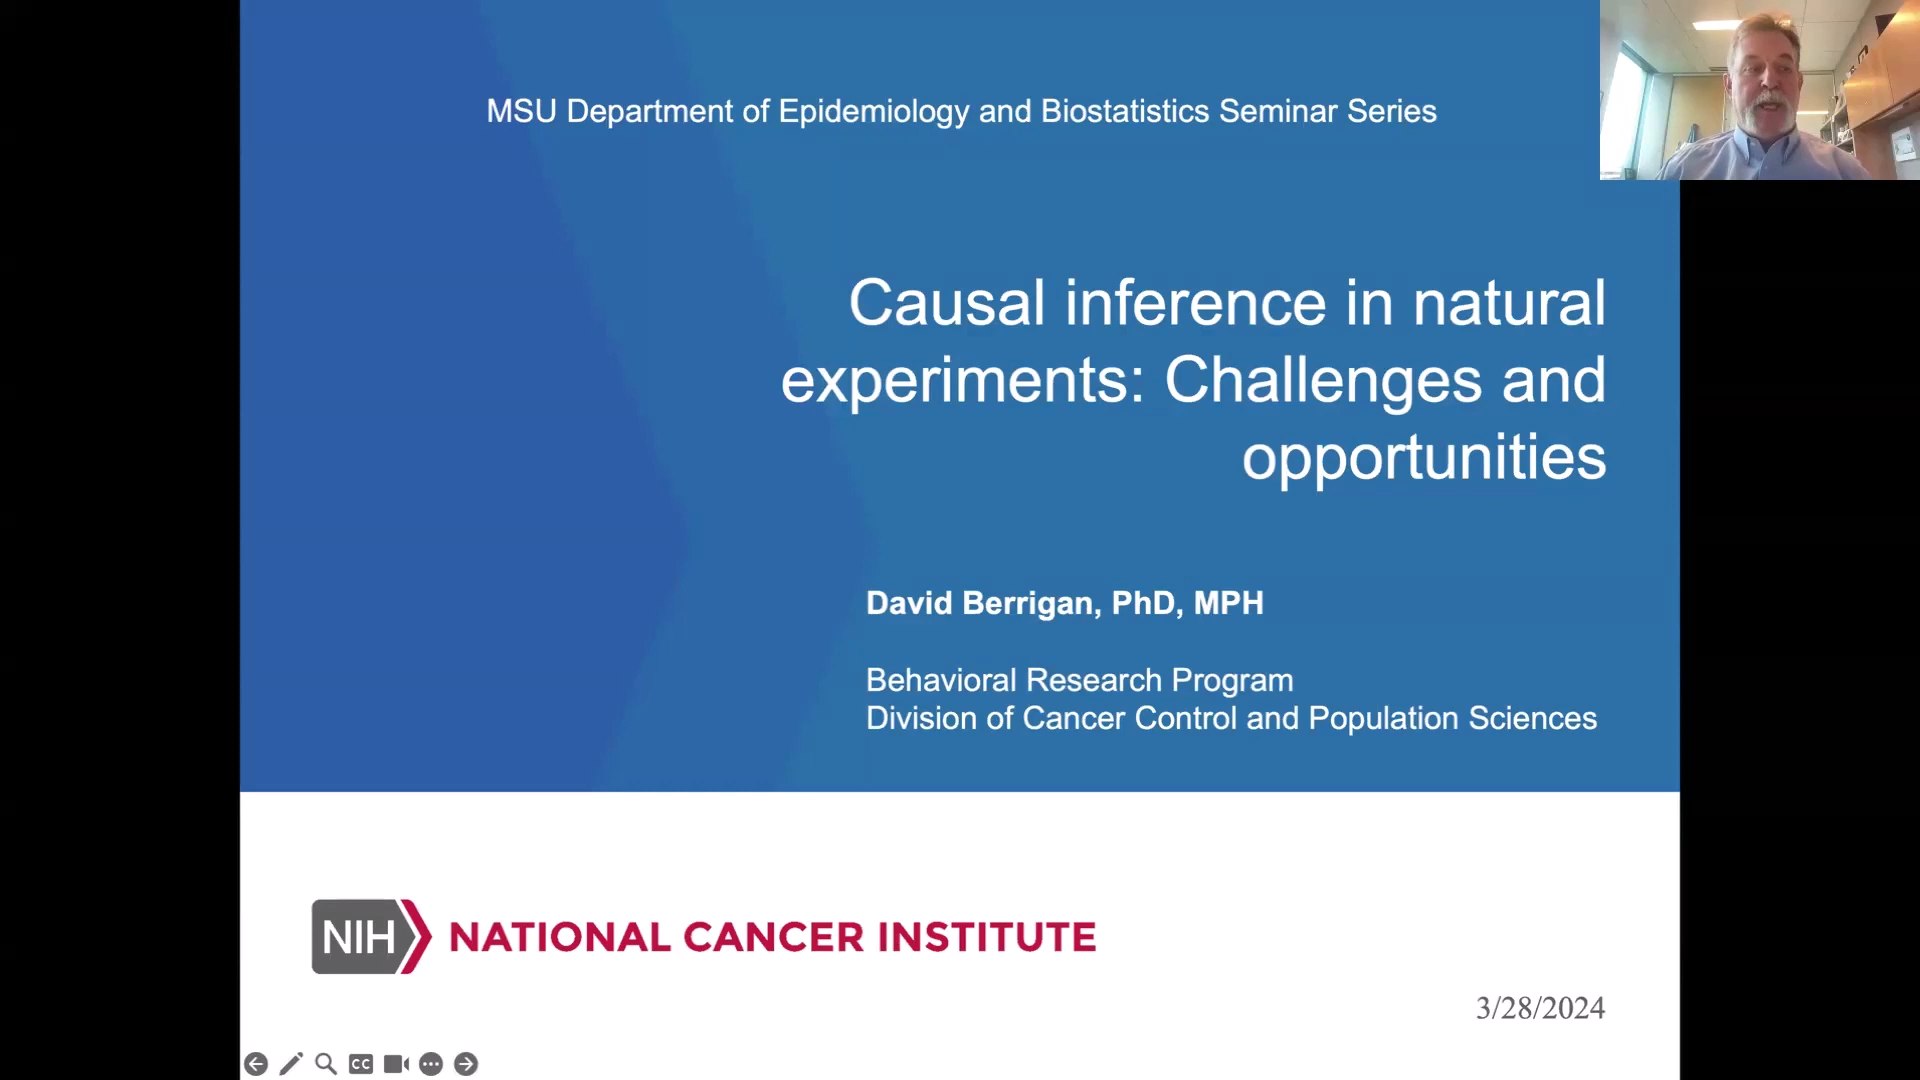 MSU Department of Epidemiology and Biostatistics Seminar Series
Causal inference in natural
experiments: Challenges and
opportunities
David Berrigan, PhD, MPH
Behavioral Research Program
Division of Cancer Control and Population Sciences
NIH NATIONAL CANCER INSTITUTE
3/28/2024
CC